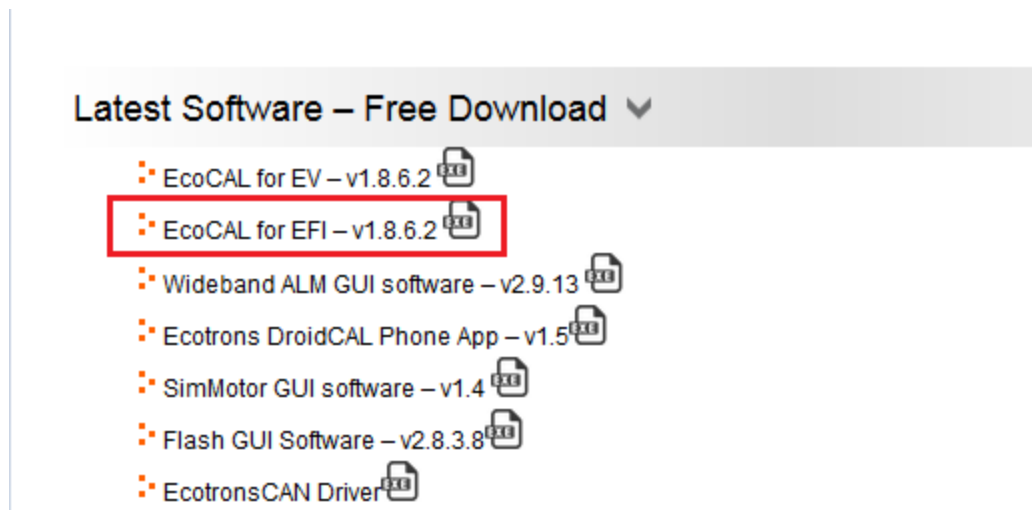 Latest Software – Free Download
EcoCAL for EV – v1.8.6.2
EcoCAL for EFI – v1.8.6.2
Wideband ALM GUI software – v2.9.13
Ecotrons DroidCAL Phone App – v1.5
SimMotor GUI software – v1.4
Flash GUI Software – v2.8.3.8
EcotronsCAN Driver